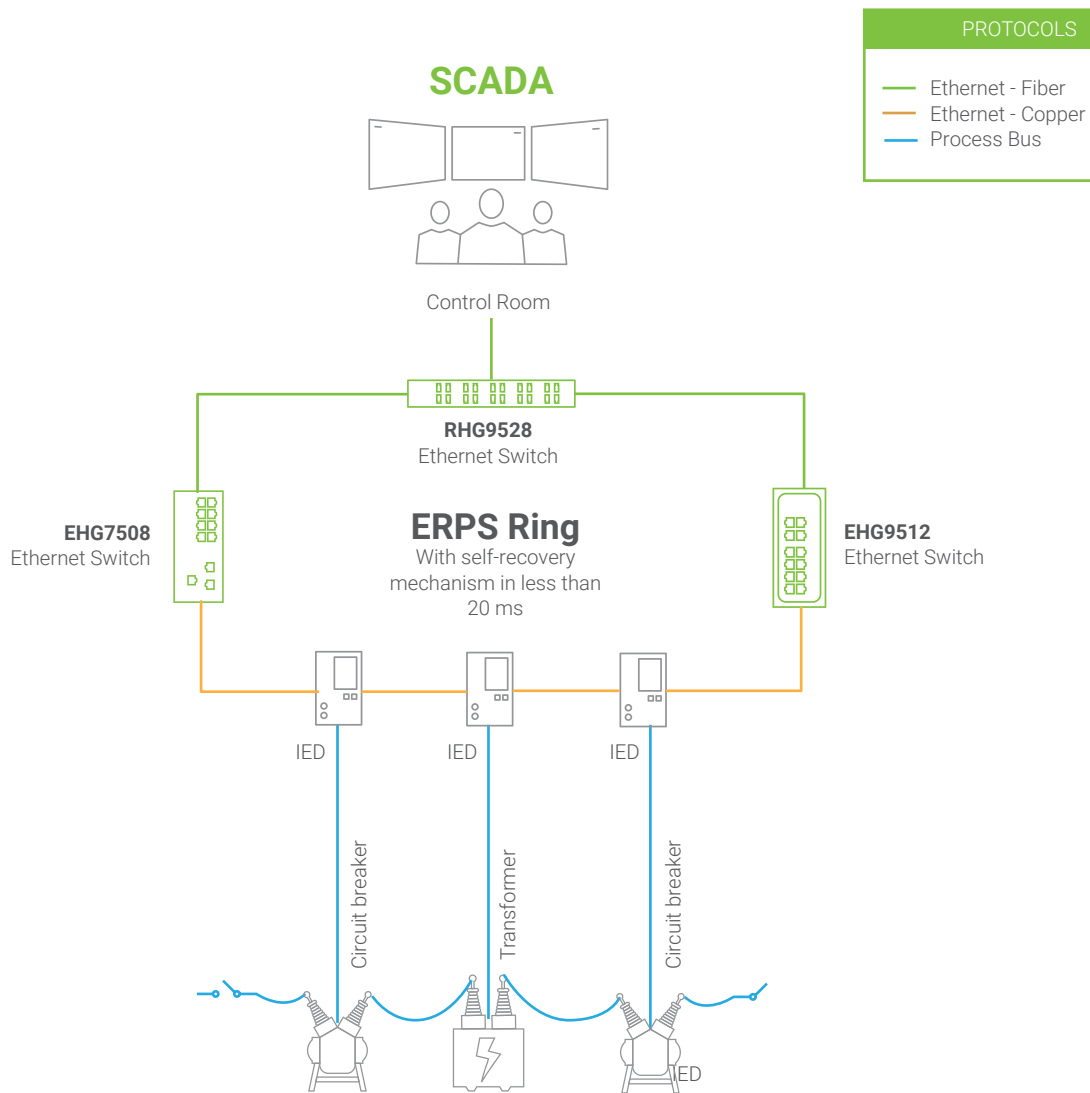 PROTOCOLS
Ethernet - Fiber
Ethernet - Copper
Process Bus
SCADA
Control Room
RHG9528
Ethernet Switch
EHG7508
Ethernet Switch
ERPS Ring
With self-recovery
mechanism in less than
20 ms
EHG9512
Ethernet Switch
IED
IED
IED
Circuit breaker
Transformer
Circuit breaker
IED